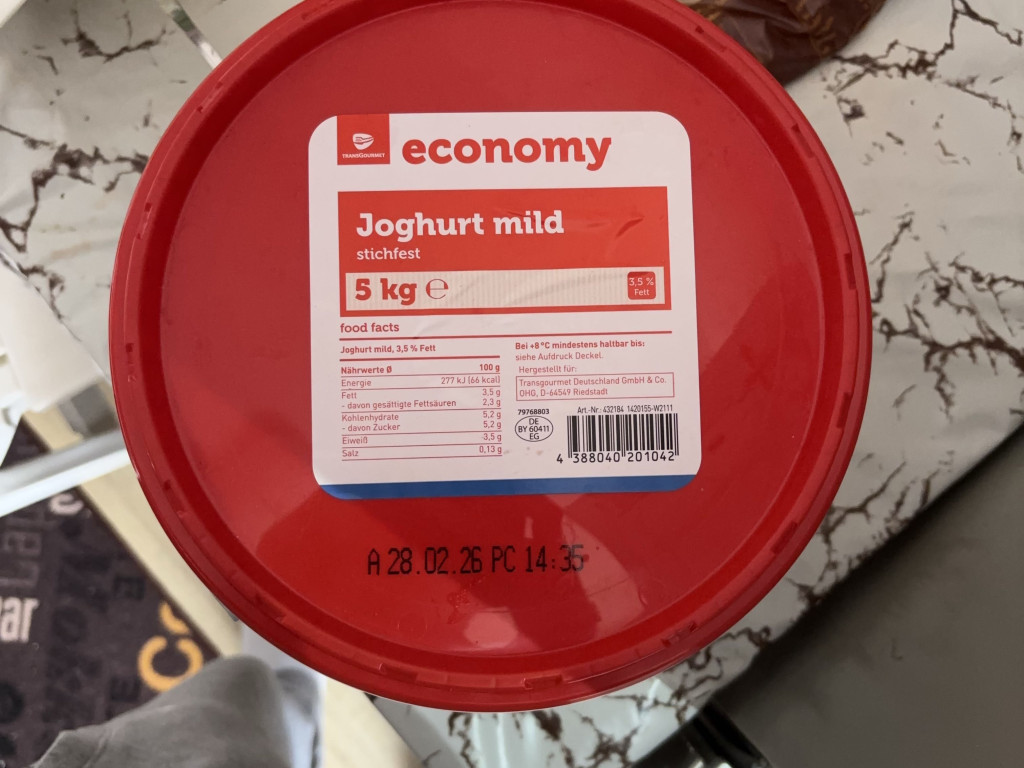 TRANSGOURMET
economy
Joghurt mild
stichfest
5 kg ℮
3,5 %
Fett
food facts
Joghurt mild, 3,5 % Fett
Nährwerte Ø 100 g
Energie 277 kJ (66 kcal)
Fett 3,5 g
- davon gesättigte Fettsäuren 2,3 g
Kohlenhydrate 5,2 g
- davon Zucker 5,2 g
Eiweiß 3,5 g
Salz 0,13 g
Bei +8 °C mindestens haltbar bis:
siehe Aufdruck Deckel.
Hergestellt für:
Transgourmet Deutschland GmbH & Co.
OHG, D-64549 Riedstadt
79768803
DE
BY 60411
EG
Art.-Nr.: 432184 1420155-W2111
4 388040 201042
A 28.02.26 PC 14:35